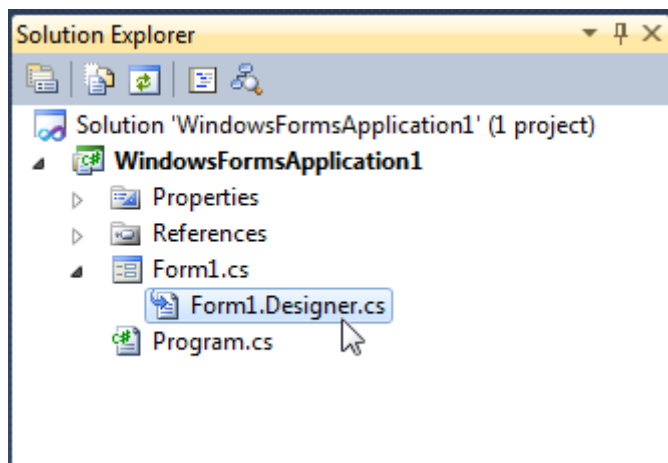 Solution Explorer
Solution 'WindowsFormsApplication1' (1 project)
WindowsFormsApplication1
Properties
References
Form1.cs
Form1.Designer.cs
Program.cs